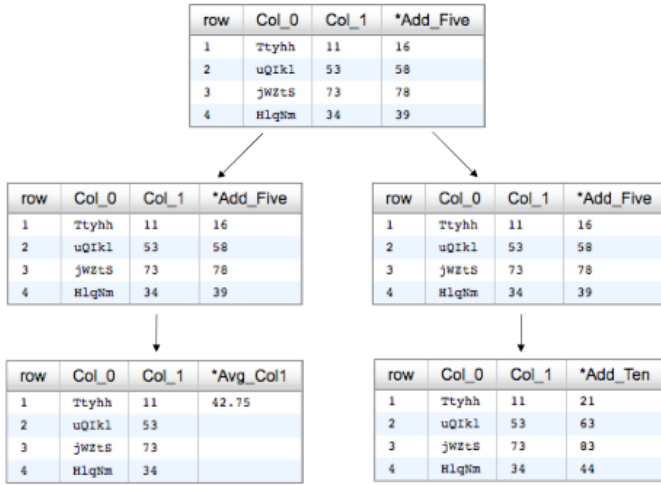 row Col_0 Col_1 *Add_Five
1 Ttyhh 11 16
2 uQIkl 53 58
3 jWZtS 73 78
4 HlqNm 34 39
row Col_0 Col_1 *Add_Five
1 Ttyhh 11 16
2 uQIkl 53 58
3 jWZtS 73 78
4 HlqNm 34 39
row Col_0 Col_1 *Add_Five
1 Ttyhh 11 16
2 uQIkl 53 58
3 jWZtS 73 78
4 HlqNm 34 39
row Col_0 Col_1 *Avg_Col1
1 Ttyhh 11 42.75
2 uQIkl 53
3 jWZtS 73
4 HlqNm 34
row Col_0 Col_1 *Add_Ten
1 Ttyhh 11 21
2 uQIkl 53 63
3 jWZtS 73 83
4 HlqNm 34 44